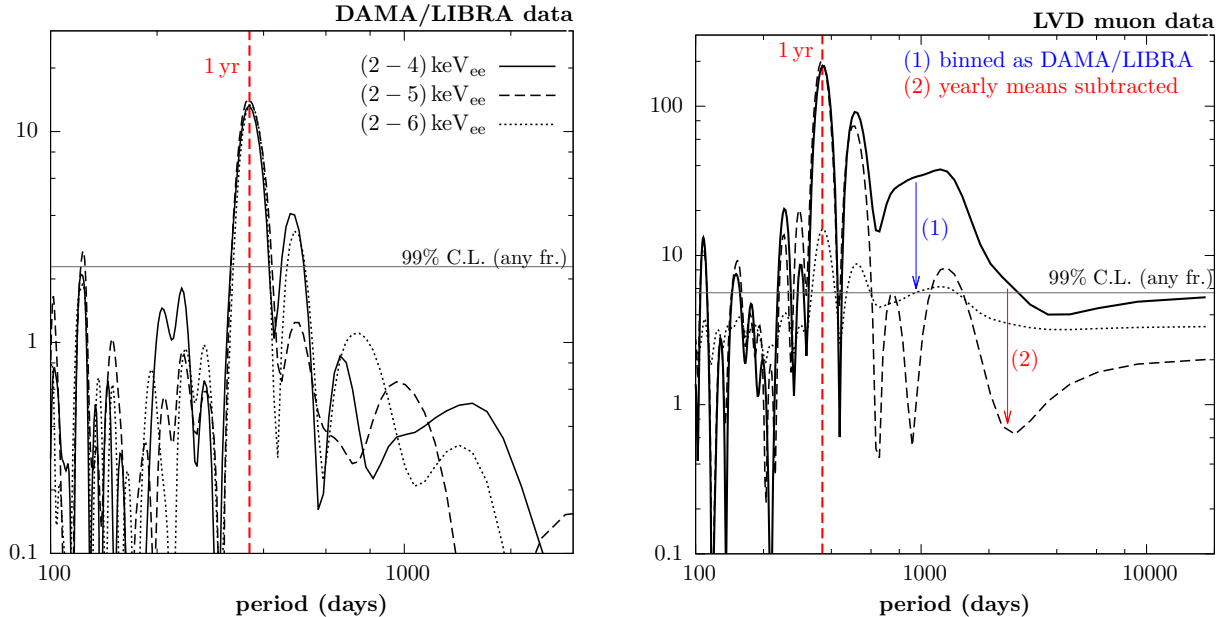 DAMA/LIBRA data
1 yr
(2 − 4) keVee
(2 − 5) keVee
(2 − 6) keVee
99% C.L. (any fr.)
10
1
0.1
100
1000
period (days)
LVD muon data
1 yr
(1) binned as DAMA/LIBRA
(2) yearly means subtracted
(1)
99% C.L. (any fr.)
(2)
100
10
1
0.1
100
1000
10000
period (days)